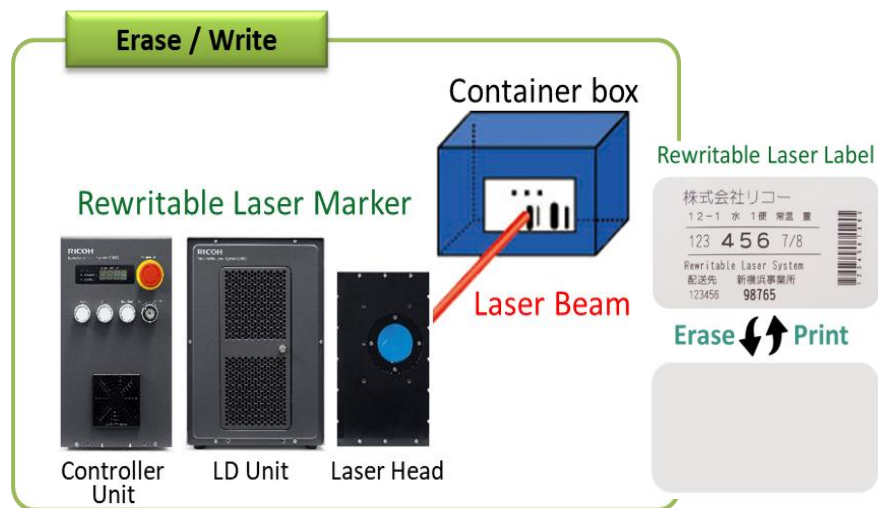 Erase / Write
Container box
Rewritable Laser Label
Rewritable Laser Marker
株式会社リコー
12-1 水 1便 常温 重
123 456 7/8
Rewritable Laser System
配送先 新横浜事業所
123456 98765
RICOH
RICOH
Laser Beam
Erase Print
Controller
Unit
LD Unit
Laser Head